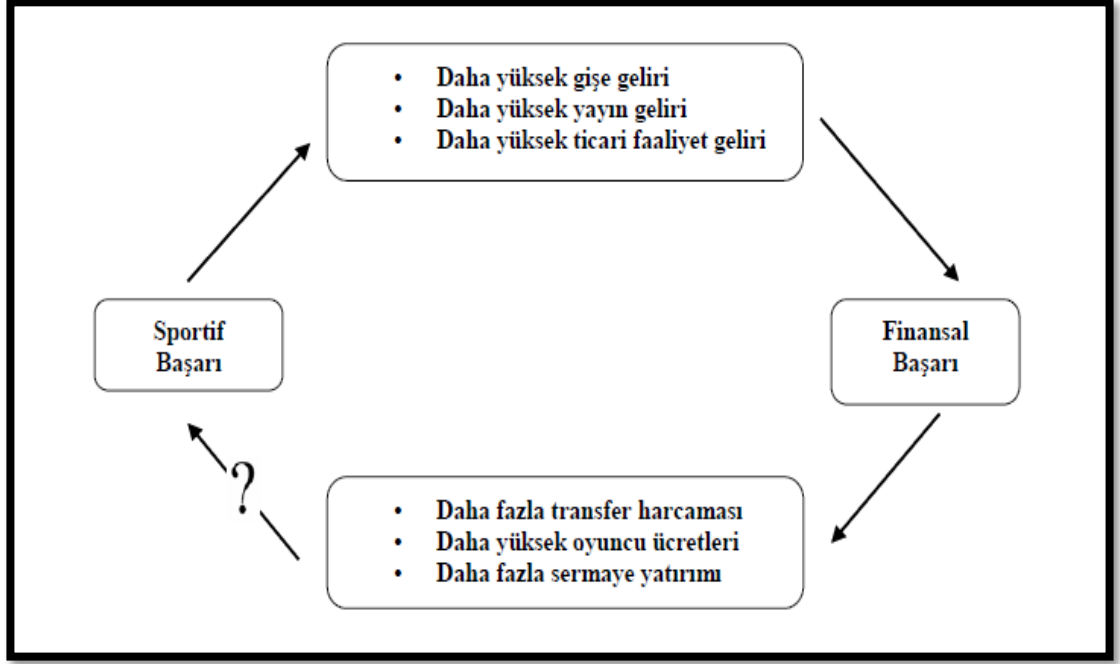 • Daha yüksek gişe geliri
• Daha yüksek yayın geliri
• Daha yüksek ticari faaliyet geliri
Sportif
Başarı
Finansal
Başarı
?
• Daha fazla transfer harcaması
• Daha yüksek oyuncu ücretleri
• Daha fazla sermaye yatırımı